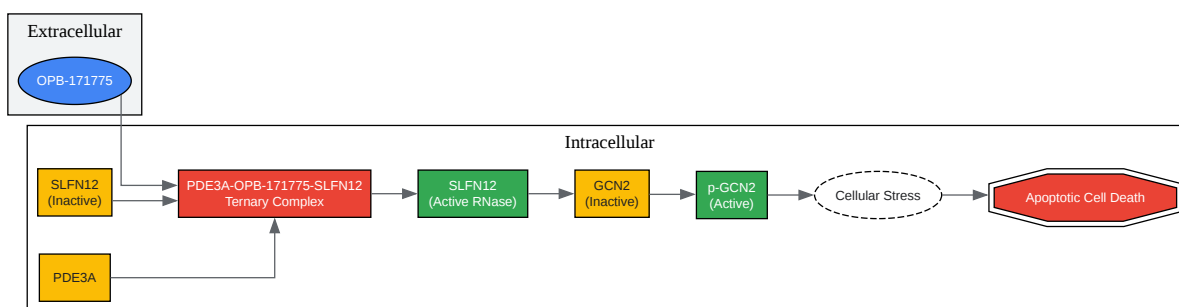 Extracellular
OPB-171775
Intracellular
SLFN12
(Inactive)
PDE3A-OPB-171775-SLFN12
Ternary Complex
SLFN12
(Active RNase)
GCN2
(Inactive)
p-GCN2
(Active)
Cellular Stress
Apoptotic Cell Death
PDE3A